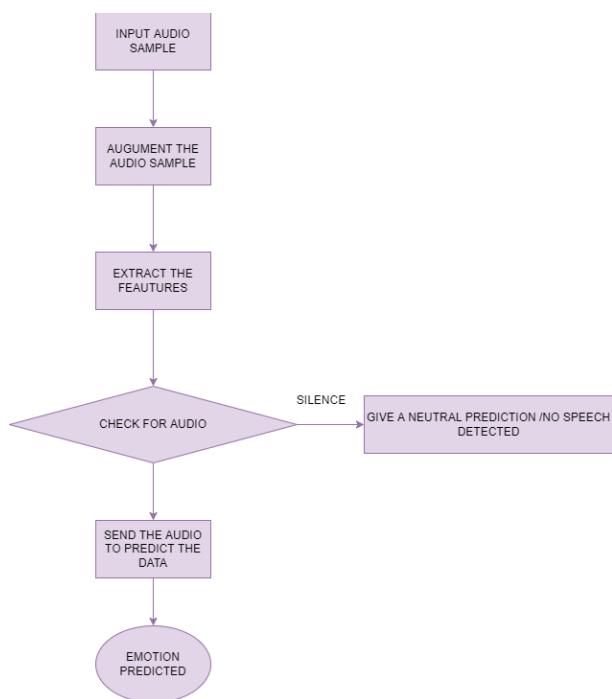 INPUT AUDIO
SAMPLE
AUGUMENT THE
AUDIO SAMPLE
EXTRACT THE
FEAUTURES
CHECK FOR AUDIO
SILENCE
GIVE A NEUTRAL PREDICTION /NO SPEECH
DETECTED
SEND THE AUDIO
TO PREDICT THE
DATA
EMOTION
PREDICTED